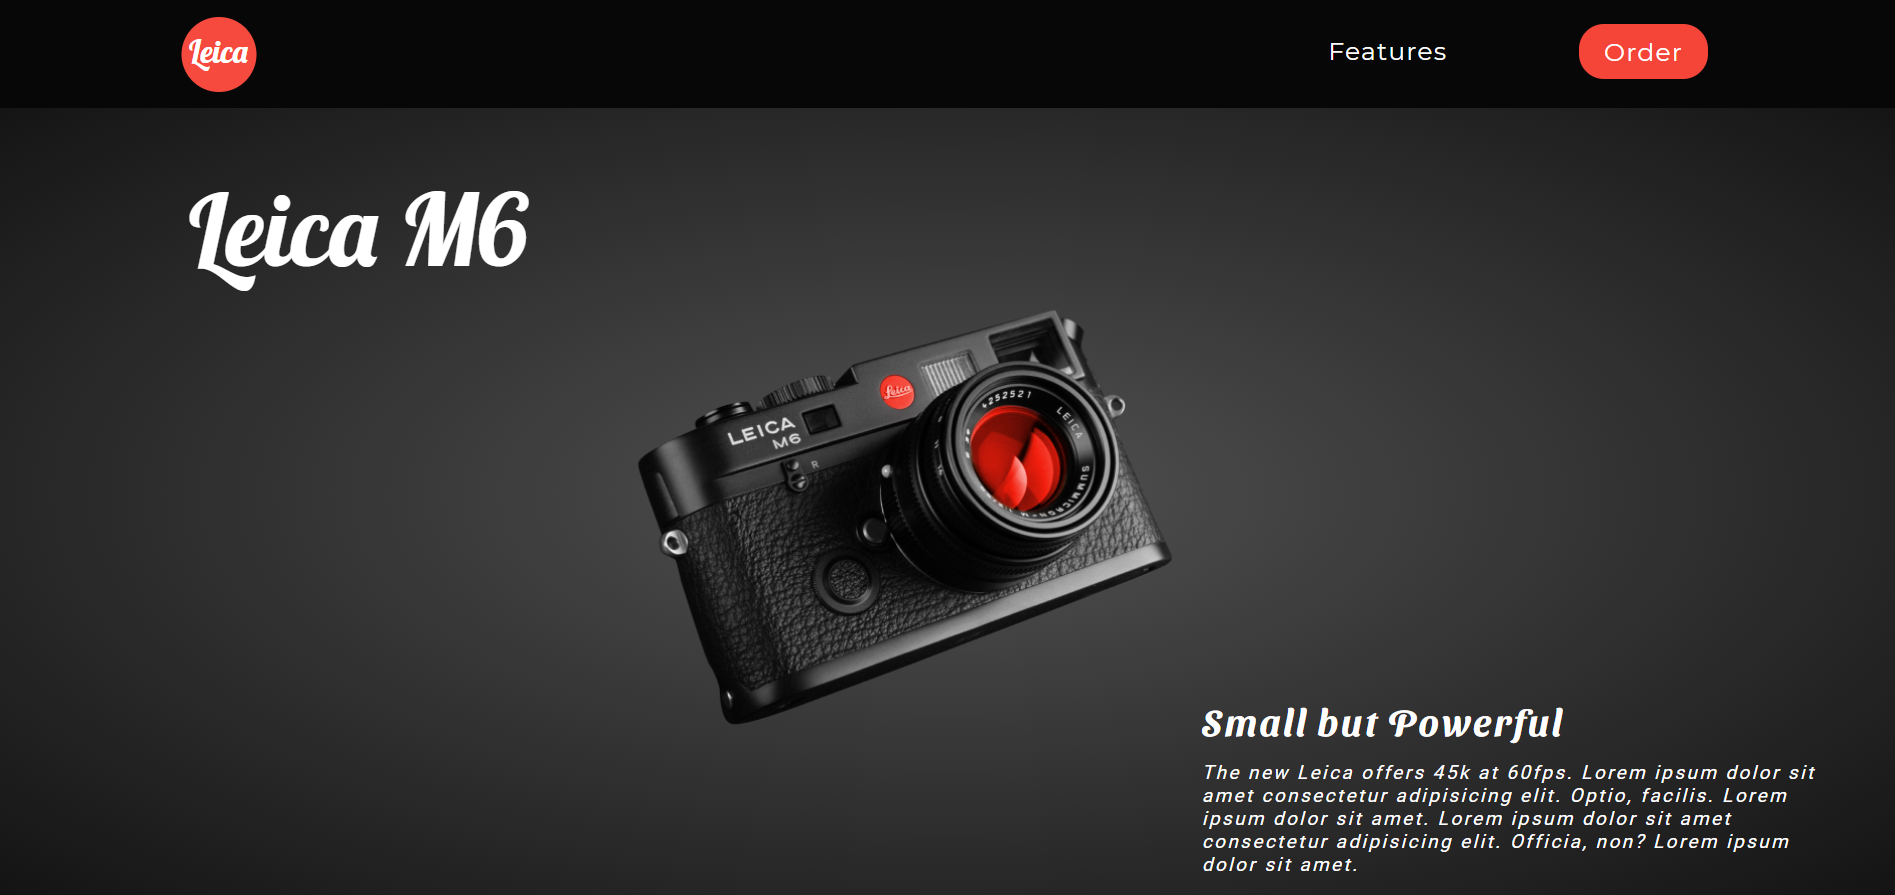 Leica
Features
Order
Leica M6
Leica
LEICA
M6
R
4252521
LEICA
SUMMICRON-M
Small but Powerful
The new Leica offers 45k at 60fps. Lorem ipsum dolor sit
amet consectetur adipisicing elit. Optio, facilis. Lorem
ipsum dolor sit amet. Lorem ipsum dolor sit amet
consectetur adipisicing elit. Officia, non? Lorem ipsum
dolor sit amet.